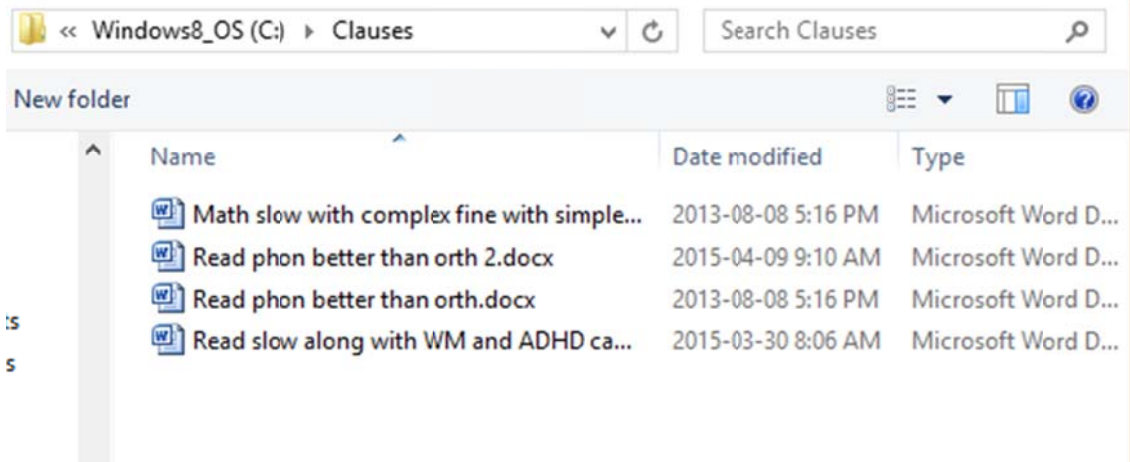 « Windows8_OS (C:) ▸ Clauses Search Clauses
New folder
Name Date modified Type
Math slow with complex fine with simple... 2013-08-08 5:16 PM Microsoft Word D...
Read phon better than orth 2.docx 2015-04-09 9:10 AM Microsoft Word D...
Read phon better than orth.docx 2013-08-08 5:16 PM Microsoft Word D...
ts
Read slow along with WM and ADHD ca... 2015-03-30 8:06 AM Microsoft Word D...
s